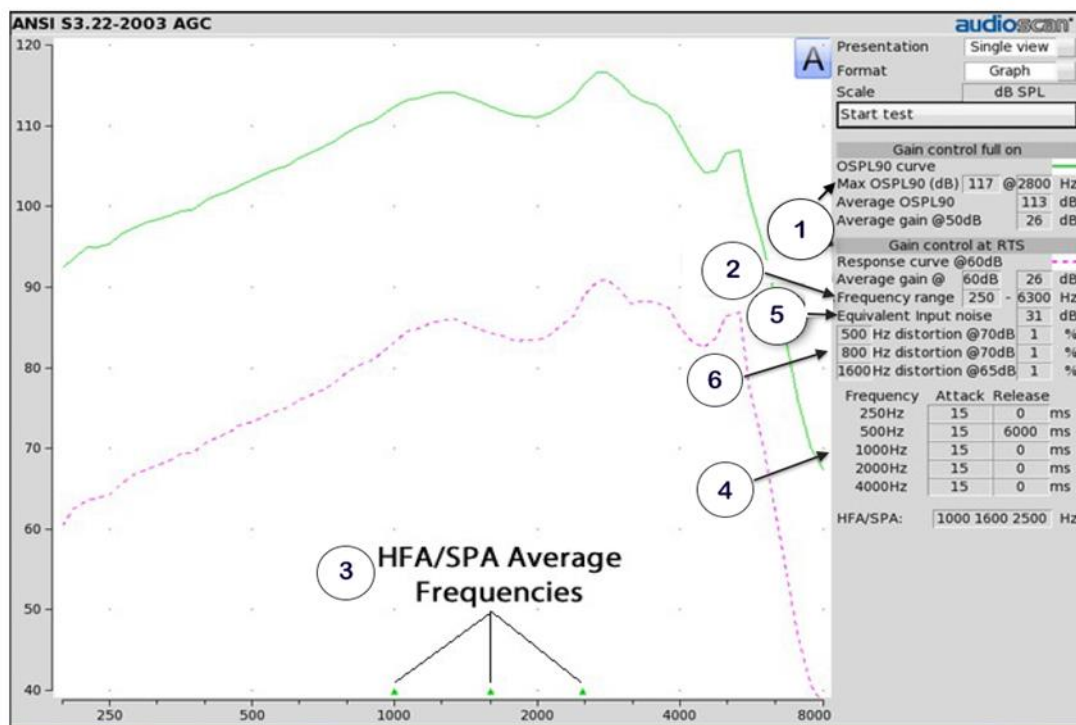 ANSI S3.22-2003 AGC
audioscan
A
Presentation Single view
Format Graph
Scale dB SPL
Start test
Gain control full on
OSPL90 curve
Max OSPL90 (dB) 117 @ 2800 Hz
Average OSPL90 113 dB
Average gain @50dB 26 dB
Gain control at RTS
Response curve @60dB
Average gain @ 60dB 26 dB
Frequency range 250 - 6300 Hz
Equivalent Input noise 31 dB
500 Hz distortion @70dB 1 %
800 Hz distortion @70dB 1 %
1600 Hz distortion @65dB 1 %
Frequency Attack Release
250Hz 15 0 ms
500Hz 15 6000 ms
1000Hz 15 0 ms
2000Hz 15 0 ms
4000Hz 15 0 ms
HFA/SPA: 1000 1600 2500 Hz
1
2
5
6
4
3
HFA/SPA Average
Frequencies
120
110
100
90
80
70
60
50
40
250 500 1000 2000 4000 8000